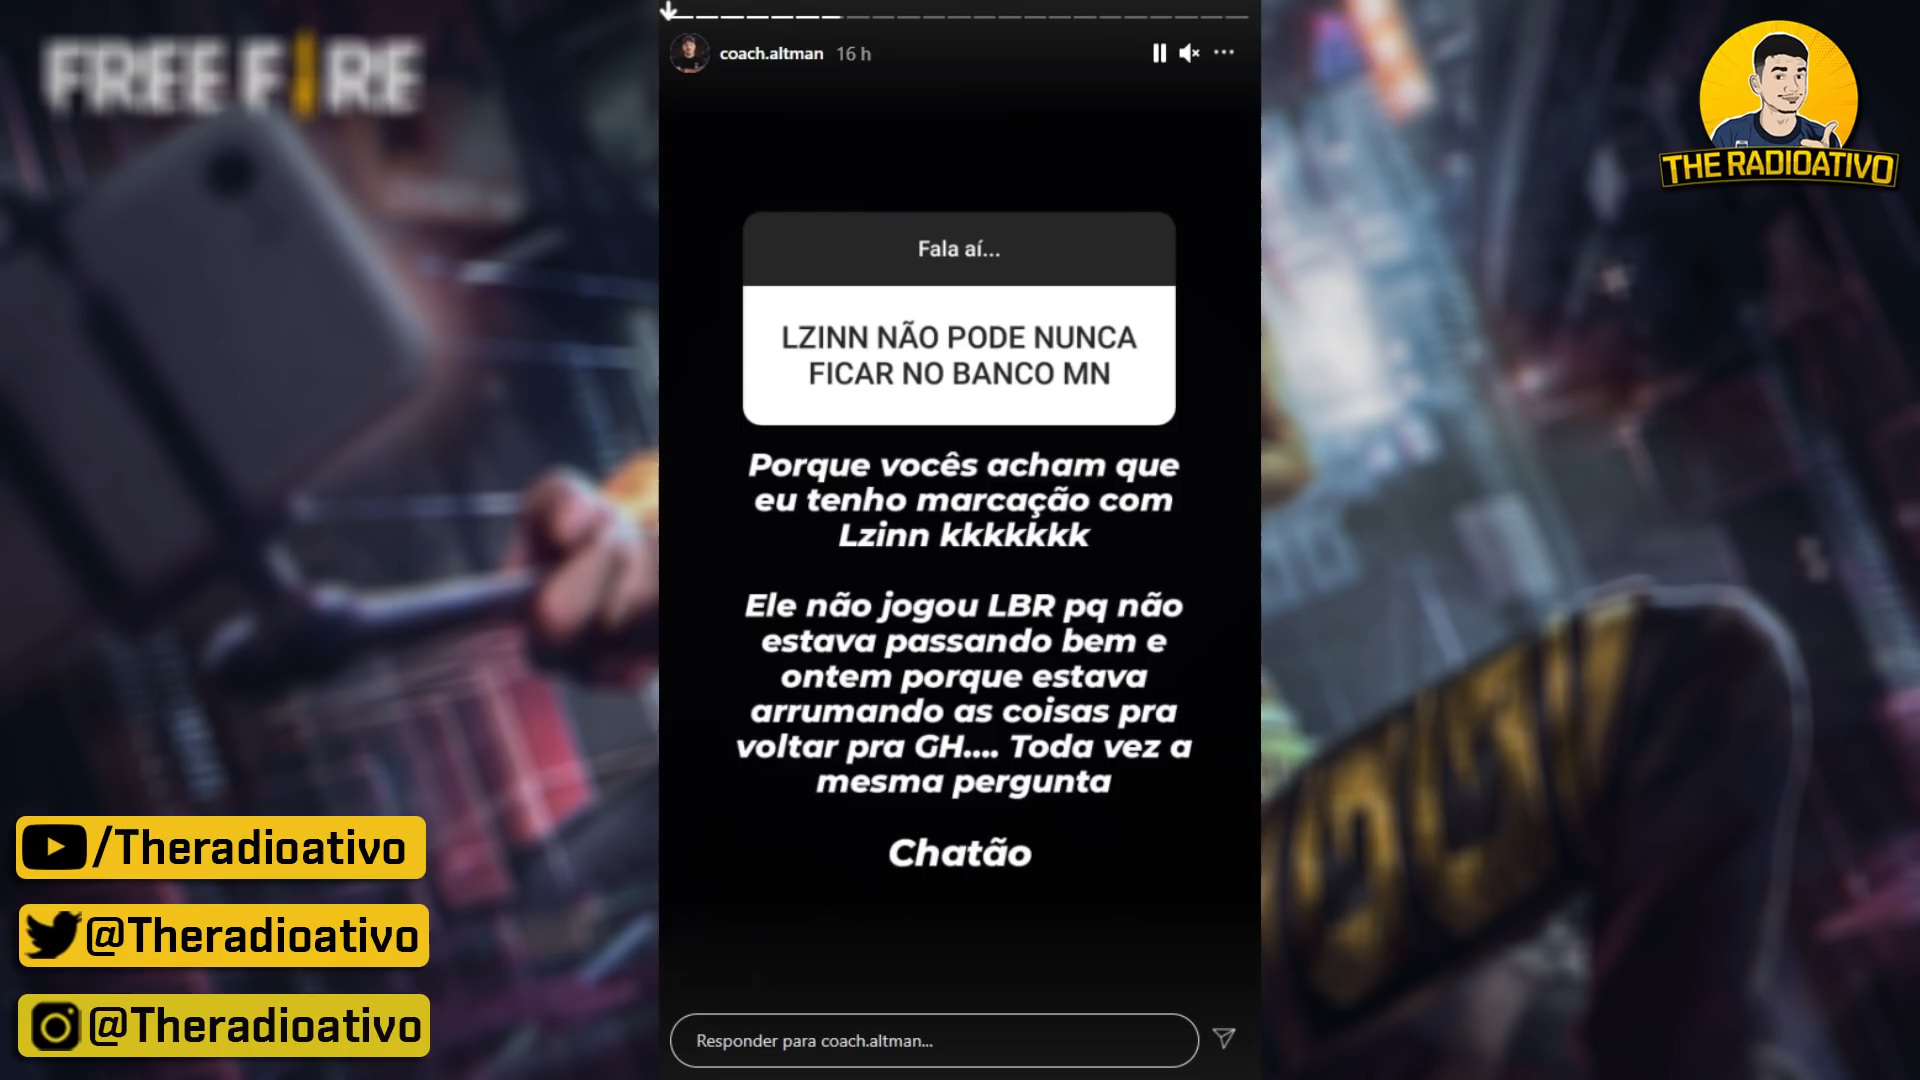 FREE FIRE
coach.altman 16 h
THE RADIOATIVO
Fala aí...
LZINN NÃO PODE NUNCA
FICAR NO BANCO MN
Porque vocês acham que
eu tenho marcação com
Lzinn kkkkkkk
Ele não jogou LBR pq não
estava passando bem e
ontem porque estava
arrumando as coisas pra
voltar pra GH.... Toda vez a
mesma pergunta
Chatão
/Theradioativo
@Theradioativo
@Theradioativo
Responder para coach.altman...